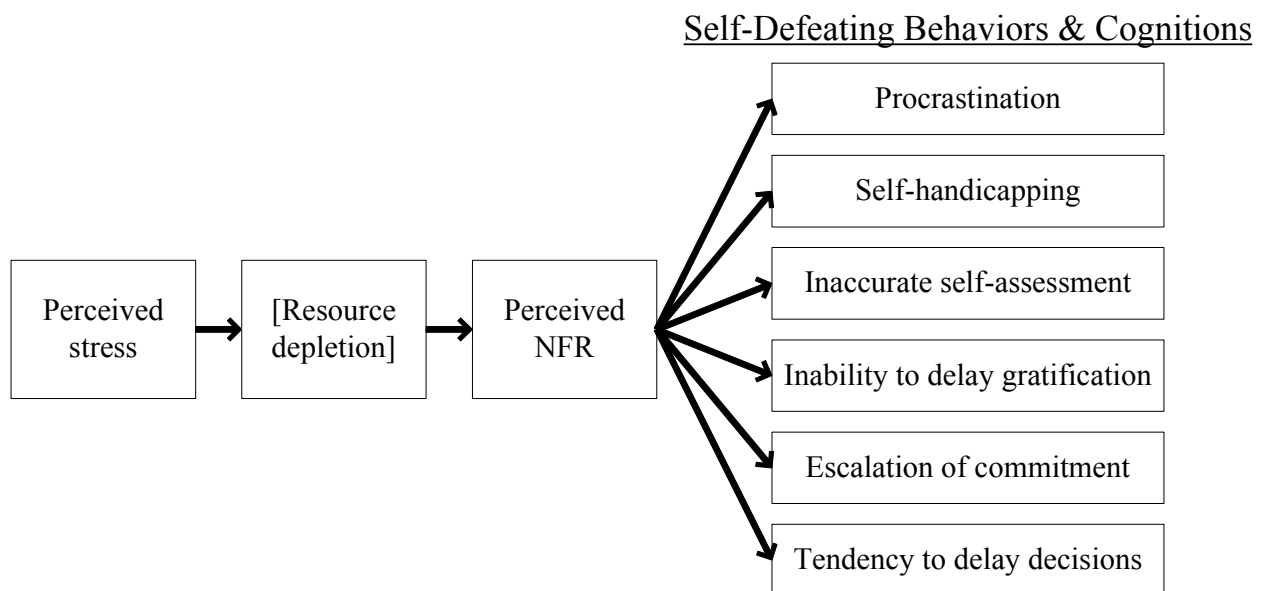 Self-Defeating Behaviors & Cognitions
Procrastination
Self-handicapping
Inaccurate self-assessment
Perceived
stress
[Resource
depletion]
Perceived
NFR
Inability to delay gratification
Escalation of commitment
Tendency to delay decisions